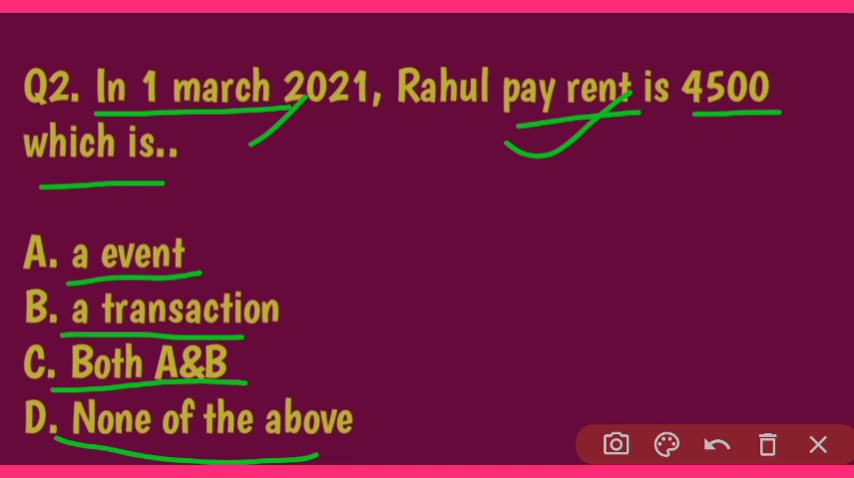 Q2. In 1 march 2021, Rahul pay rent is 4500
which is..
A. a event
B. a transaction
C. Both A&B
D. None of the above